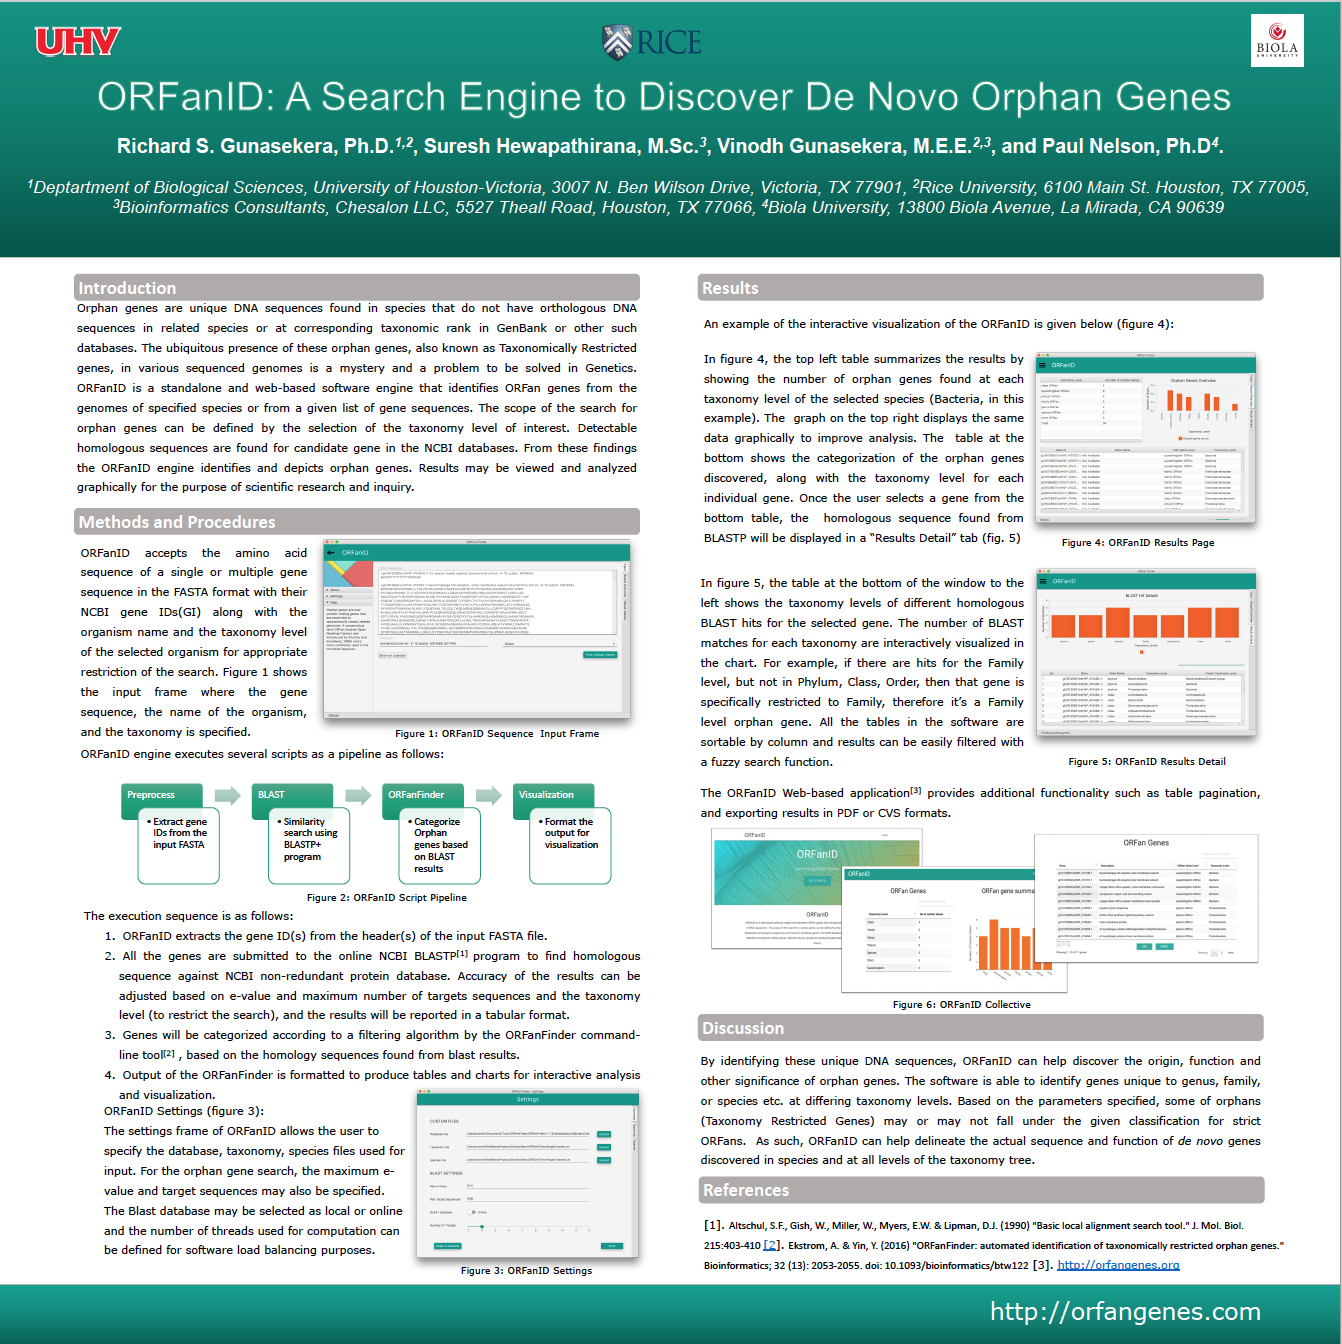 UHV
RICE
BIOLA
UNIVERSITY
ORFanID: A Search Engine to Discover De Novo Orphan Genes
Richard S. Gunasekera, Ph.D.1,2, Suresh Hewapathirana, M.Sc.3, Vinodh Gunasekera, M.E.E.2,3, and Paul Nelson, Ph.D4.
1Deptartment of Biological Sciences, University of Houston-Victoria, 3007 N. Ben Wilson Drive, Victoria, TX 77901, 2Rice University, 6100 Main St. Houston, TX 77005,
3Bioinformatics Consultants, Chesalon LLC, 5527 Theall Road, Houston, TX 77066, 4Biola University, 13800 Biola Avenue, La Mirada, CA 90639
Introduction
Orphan genes are unique DNA sequences found in species that do not have orthologous DNA
sequences in related species or at corresponding taxonomic rank in GenBank or other such
databases. The ubiquitous presence of these orphan genes, also known as Taxonomically Restricted
genes, in various sequenced genomes is a mystery and a problem to be solved in Genetics.
ORFanID is a standalone and web-based software engine that identifies ORFan genes from the
genomes of specified species or from a given list of gene sequences. The scope of the search for
orphan genes can be defined by the selection of the taxonomy level of interest. Detectable
homologous sequences are found for candidate gene in the NCBI databases. From these findings
the ORFanID engine identifies and depicts orphan genes. Results may be viewed and analyzed
graphically for the purpose of scientific research and inquiry.
Methods and Procedures
ORFanID accepts the amino acid
sequence of a single or multiple gene
sequence in the FASTA format with their
NCBI gene IDs(GI) along with the
organism name and the taxonomy level
of the selected organism for appropriate
restriction of the search. Figure 1 shows
the input frame where the gene
sequence, the name of the organism,
and the taxonomy is specified.
ORFanID
Figure 1: ORFanID Sequence Input Frame
ORFanID engine executes several scripts as a pipeline as follows:
Preprocess
• Extract gene
IDs from the
input FASTA
BLAST
• Similarity
search using
BLASTP+
program
ORFanFinder
• Categorize
Orphan
genes based
on BLAST
results
Visualization
• Format the
output for
visualization
Figure 2: ORFanID Script Pipeline
The execution sequence is as follows:
1. ORFanID extracts the gene ID(s) from the header(s) of the input FASTA file.
2. All the genes are submitted to the online NCBI BLASTP[1] program to find homologous
sequence against NCBI non-redundant protein database. Accuracy of the results can be
adjusted based on e-value and maximum number of targets sequences and the taxonomy
level (to restrict the search), and the results will be reported in a tabular format.
3. Genes will be categorized according to a filtering algorithm by the ORFanFinder command-
line tool[2] , based on the homology sequences found from blast results.
4. Output of the ORFanFinder is formatted to produce tables and charts for interactive analysis
and visualization.
ORFanID Settings (figure 3):
The settings frame of ORFanID allows the user to
specify the database, taxonomy, species files used for
input. For the orphan gene search, the maximum e-
value and target sequences may also be specified.
The Blast database may be selected as local or online
and the number of threads used for computation can
be defined for software load balancing purposes.
Settings
CUSTOM FILES
BLAST SETTINGS
Figure 3: ORFanID Settings
Results
An example of the interactive visualization of the ORFanID is given below (figure 4):
In figure 4, the top left table summarizes the results by
showing the number of orphan genes found at each
taxonomy level of the selected species (Bacteria, in this
example). The graph on the top right displays the same
data graphically to improve analysis. The table at the
bottom shows the categorization of the orphan genes
discovered, along with the taxonomy level for each
individual gene. Once the user selects a gene from the
bottom table, the homologous sequence found from
BLASTP will be displayed in a “Results Detail” tab (fig. 5)
ORFanID
Orphan Genes Overview
Figure 4: ORFanID Results Page
In figure 5, the table at the bottom of the window to the
left shows the taxonomy levels of different homologous
BLAST hits for the selected gene. The number of BLAST
matches for each taxonomy are interactively visualized in
the chart. For example, if there are hits for the Family
level, but not in Phylum, Class, Order, then that gene is
specifically restricted to Family, therefore it’s a Family
level orphan gene. All the tables in the software are
sortable by column and results can be easily filtered with
a fuzzy search function.
ORFanID
BLAST Hit Details
Figure 5: ORFanID Results Detail
The ORFanID Web-based application[3] provides additional functionality such as table pagination,
and exporting results in PDF or CVS formats.
ORFanID
ORFanID
ORFanID
ORFanID
ORFan Genes
ORFan gene summa
ORFan Genes
Figure 6: ORFanID Collective
Discussion
By identifying these unique DNA sequences, ORFanID can help discover the origin, function and
other significance of orphan genes. The software is able to identify genes unique to genus, family,
or species etc. at differing taxonomy levels. Based on the parameters specified, some of orphans
(Taxonomy Restricted Genes) may or may not fall under the given classification for strict
ORFans. As such, ORFanID can help delineate the actual sequence and function of de novo genes
discovered in species and at all levels of the taxonomy tree.
References
[1]. Altschul, S.F., Gish, W., Miller, W., Myers, E.W. & Lipman, D.J. (1990) "Basic local alignment search tool." J. Mol. Biol.
215:403-410 [2]. Ekstrom, A. & Yin, Y. (2016) "ORFanFinder: automated identification of taxonomically restricted orphan genes."
Bioinformatics; 32 (13): 2053-2055. doi: 10.1093/bioinformatics/btw122 [3]. http://orfangenes.org
http://orfangenes.com